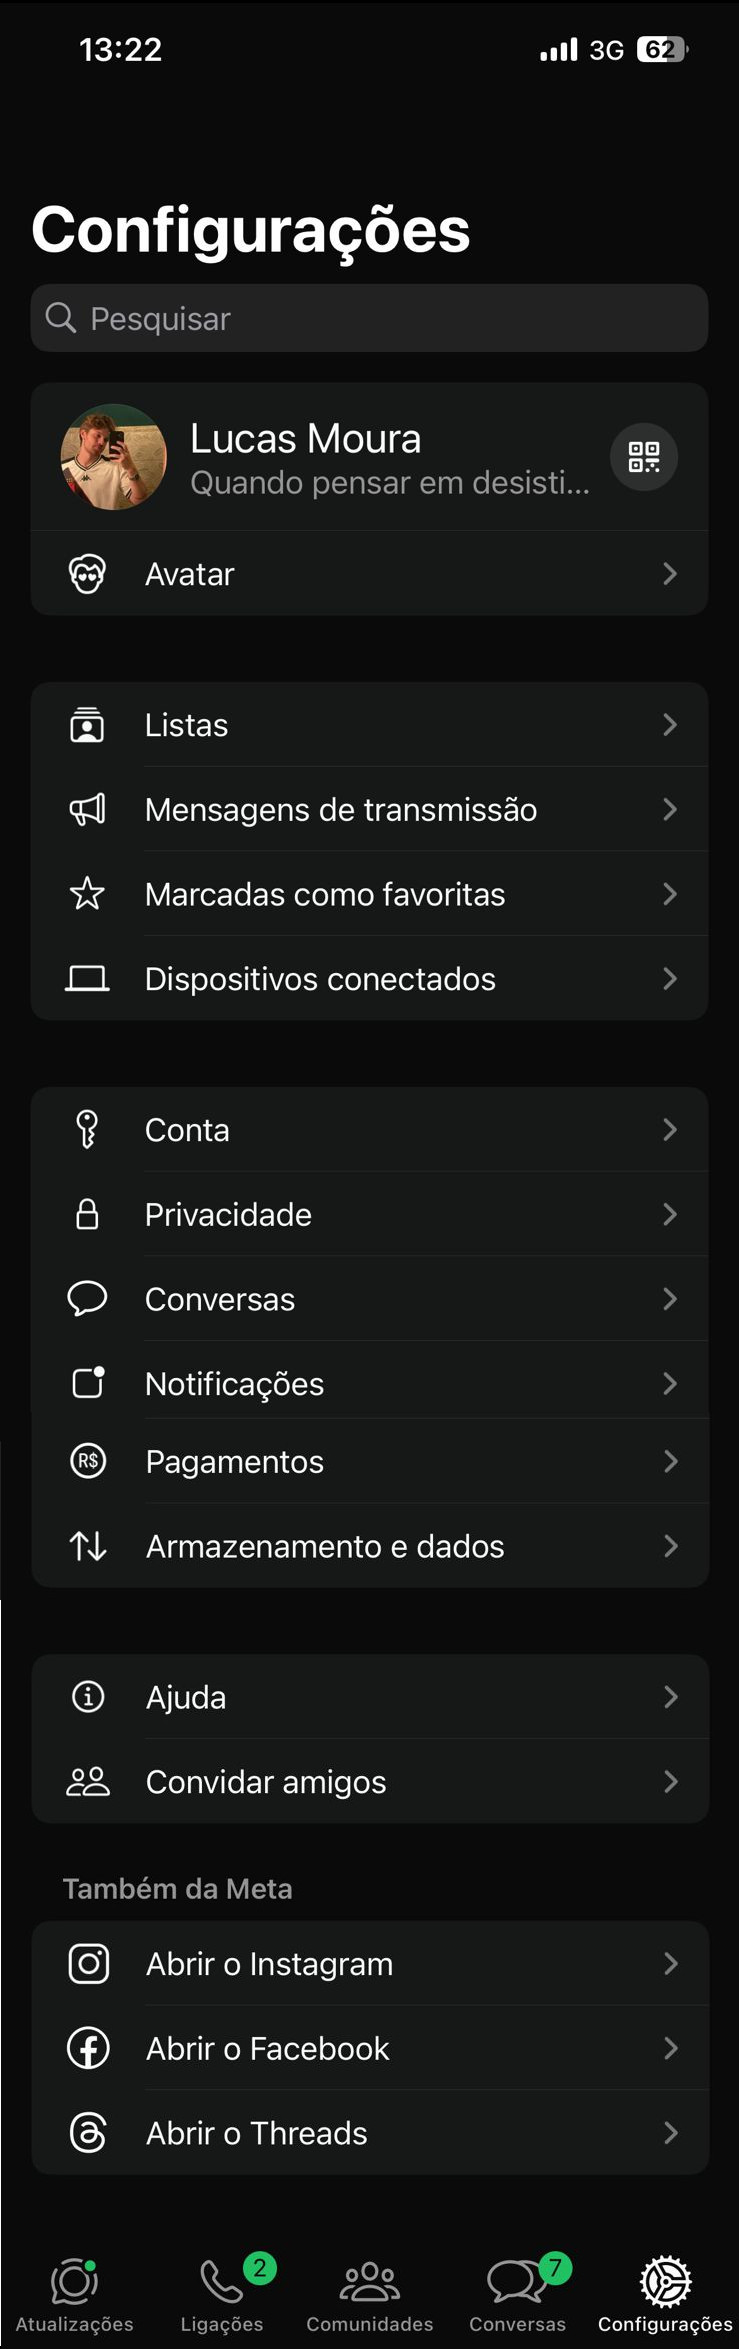 13:22
3G
62
Configurações
Pesquisar
Lucas Moura
Quando pensar em desisti...
Avatar
Listas
Mensagens de transmissão
Marcadas como favoritas
Dispositivos conectados
Conta
Privacidade
Conversas
Notificações
R$
Pagamentos
Armazenamento e dados
Ajuda
Convidar amigos
Também da Meta
Abrir o Instagram
Abrir o Facebook
Abrir o Threads
2
7
Atualizações
Ligações
Comunidades
Conversas
Configurações